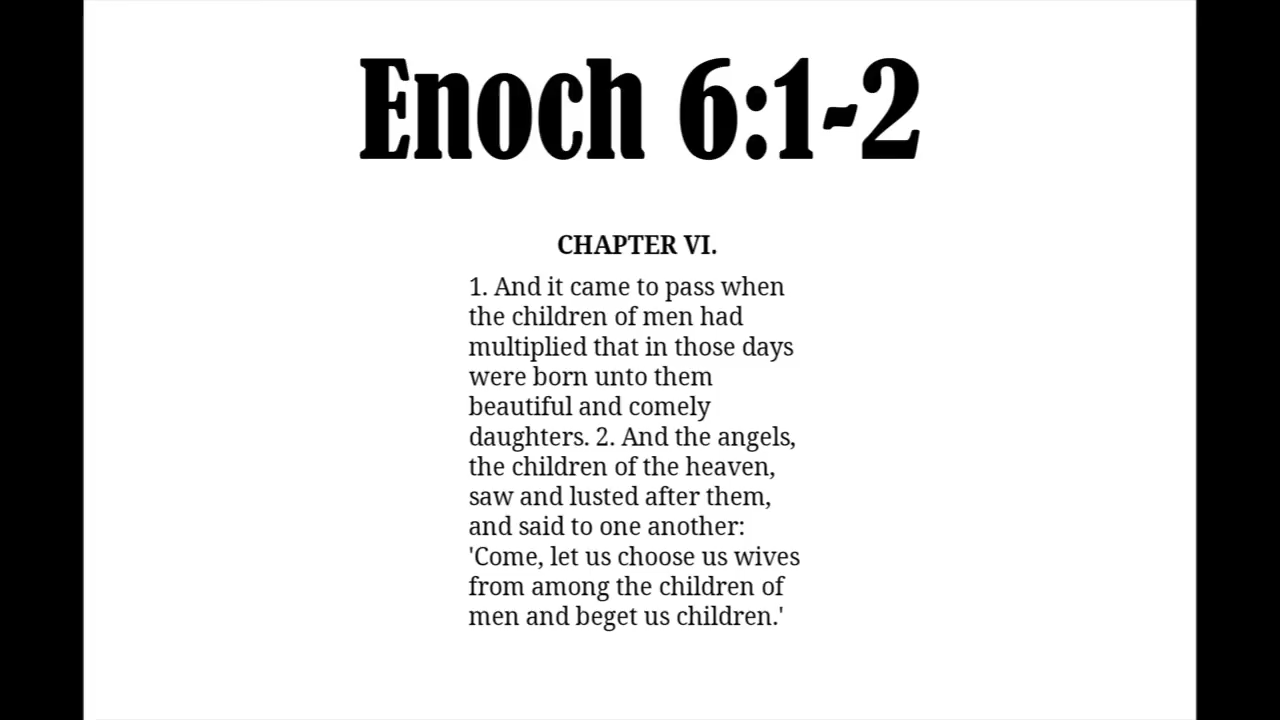 Enoch 6:1-2
CHAPTER VI.
1. And it came to pass when
the children of men had
multiplied that in those days
were born unto them
beautiful and comely
daughters. 2. And the angels,
the children of the heaven,
saw and lusted after them,
and said to one another:
'Come, let us choose us wives
from among the children of
men and beget us children.'